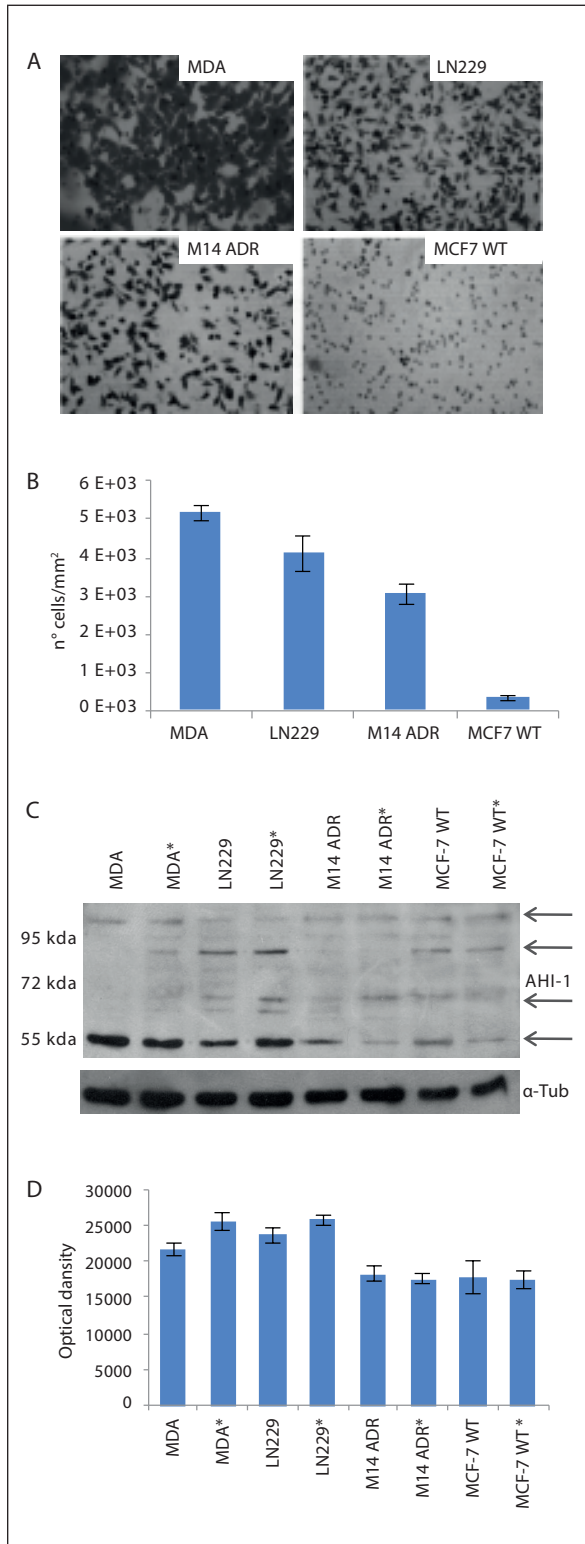 A
MDA
LN229
M14 ADR
MCF7 WT
B
6 E+03
5 E+03
4 E+03
3 E+03
2 E+03
1 E+03
0 E+03
n° cells/mm²
MDA
LN229
M14 ADR
MCF7 WT
C
MDA
MDA*
LN229
LN229*
M14 ADR
M14 ADR*
MCF-7 WT
MCF-7 WT*
95 kda
72 kda
55 kda
AHI-1
α-Tub
D
30000
25000
20000
15000
10000
5000
0
Optical dansity
MDA
MDA*
LN229
LN229*
M14 ADR
M14 ADR*
MCF-7 WT
MCF-7 WT *